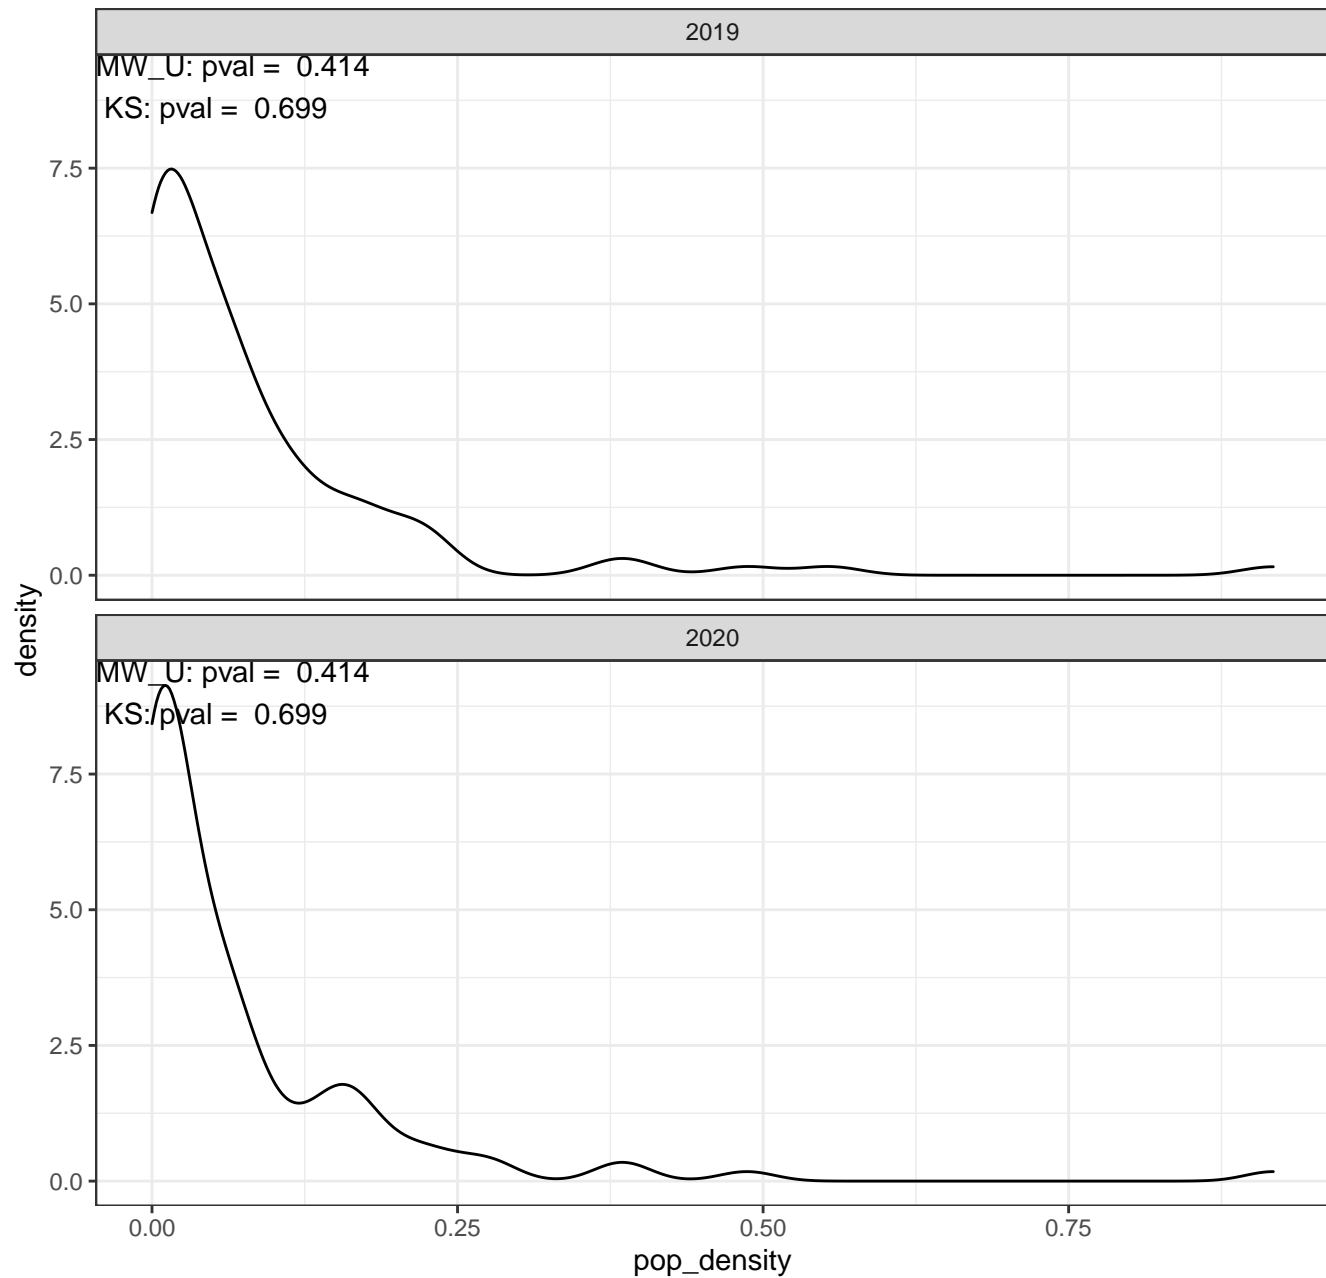 2019
MW_U: pval =  0.414
KS: pval =  0.699
7.5
5.0
2.5
0.0
density
2020
MW_U: pval =  0.414
KS: pval =  0.699
7.5
5.0
2.5
0.0
0.00 0.25 0.50 0.75
pop_density